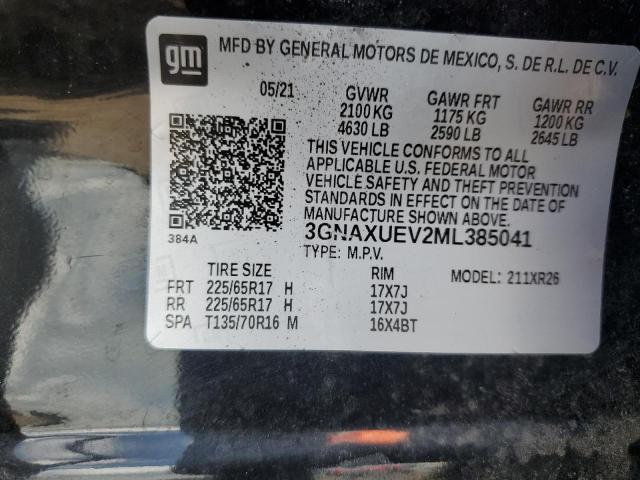 gm
MFD BY GENERAL MOTORS DE MEXICO, S. DE R.L. DE C.V.
05/21 GVWR GAWR FRT GAWR RR
2100 KG 1175 KG 1200 KG
4630 LB 2590 LB 2645 LB
THIS VEHICLE CONFORMS TO ALL
APPLICABLE U.S. FEDERAL MOTOR
VEHICLE SAFETY AND THEFT PREVENTION
STANDARDS IN EFFECT ON THE DATE OF
MANUFACTURE SHOWN ABOVE.
384A
3GNAXUEV2ML385041
TYPE: M.P.V.
TIRE SIZE RIM MODEL: 211XR26
FRT 225/65R17 H 17X7J
RR 225/65R17 H 17X7J
SPA T135/70R16 M 16X4BT